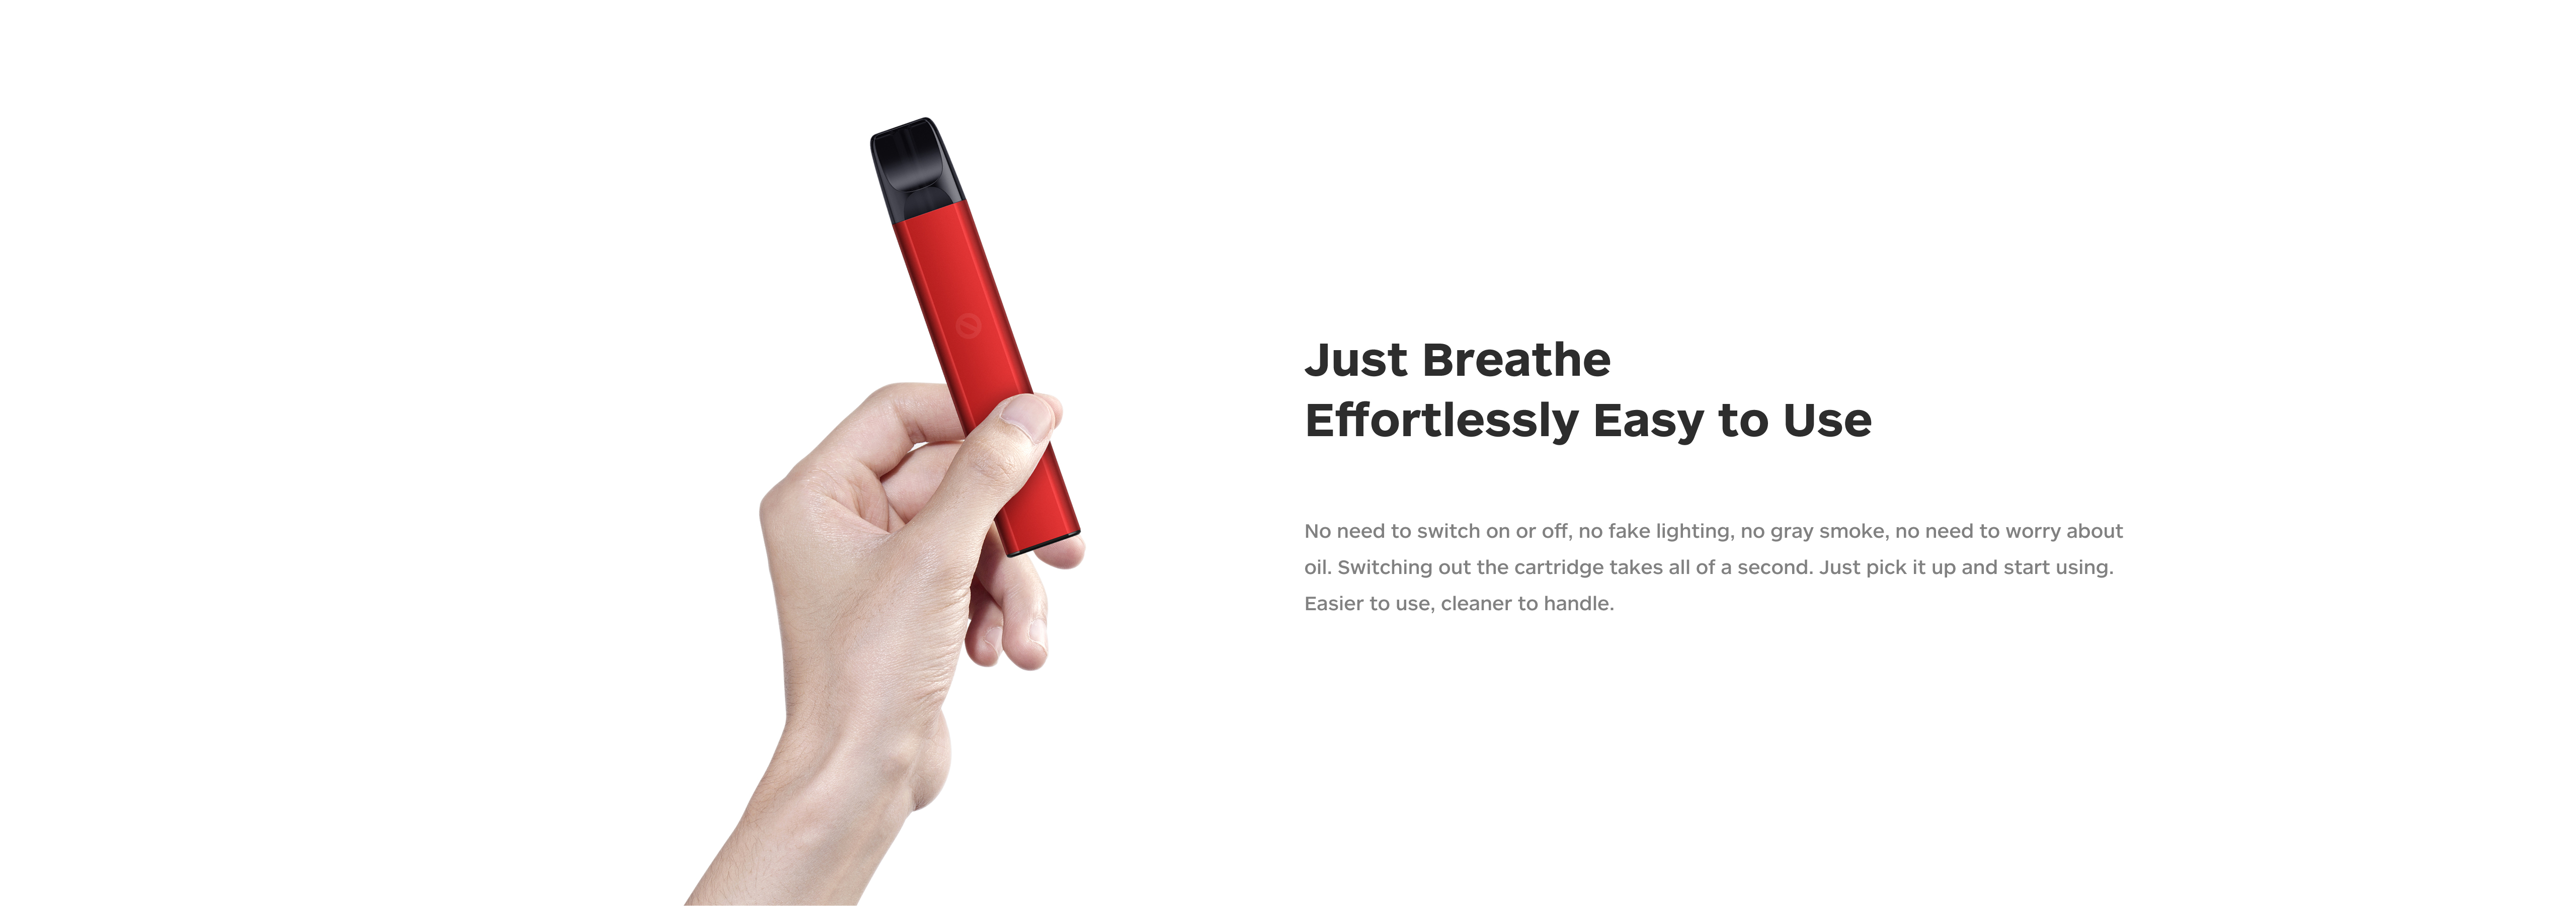 Just Breathe
Effortlessly Easy to Use
No need to switch on or off, no fake lighting, no gray smoke, no need to worry about
oil. Switching out the cartridge takes all of a second. Just pick it up and start using.
Easier to use, cleaner to handle.